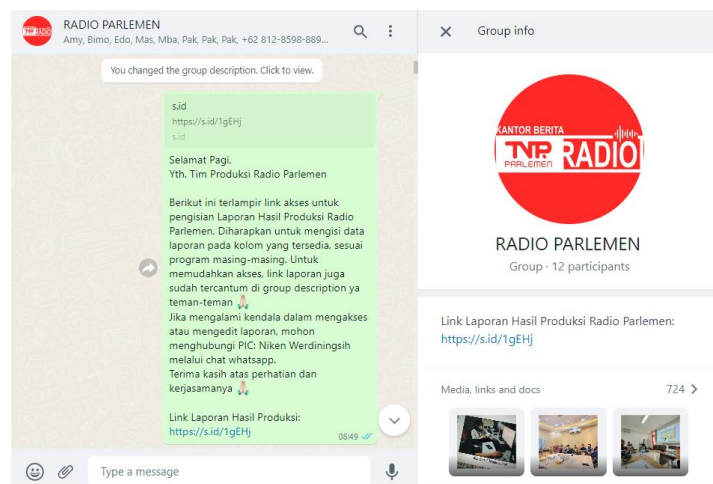 RADIO PARLEMEN
Amy, Bimo, Edo, Mas, Mba, Pak, Pak, Pak, +62 812-8598-889...
You changed the group description. Click to view.
s.id
https://s.id/1gEHj
s.id
Selamat Pagi,
Yth. Tim Produksi Radio Parlemen
Berikut ini terlampir link akses untuk
pengisian Laporan Hasil Produksi Radio
Parlemen. Diharapkan untuk mengisi data
laporan pada kolom yang tersedia, sesuai
program masing-masing. Untuk
memudahkan akses, link laporan juga
sudah tercantum di group description ya
teman-teman 🙏🏻
Jika mengalami kendala dalam mengakses
atau mengedit laporan, mohon
menghubungi PIC: Niken Werdiningsih
melalui chat whatsapp.
Terima kasih atas perhatian dan
kerjasamanya 🙏🏻
Link Laporan Hasil Produksi:
https://s.id/1gEHj
08:49
Type a message
Group info
KANTOR BERITA
TVR
PARLEMEN
RADIO
RADIO PARLEMEN
Group · 12 participants
Link Laporan Hasil Produksi Radio Parlemen:
https://s.id/1gEHj
Media, links and docs
724